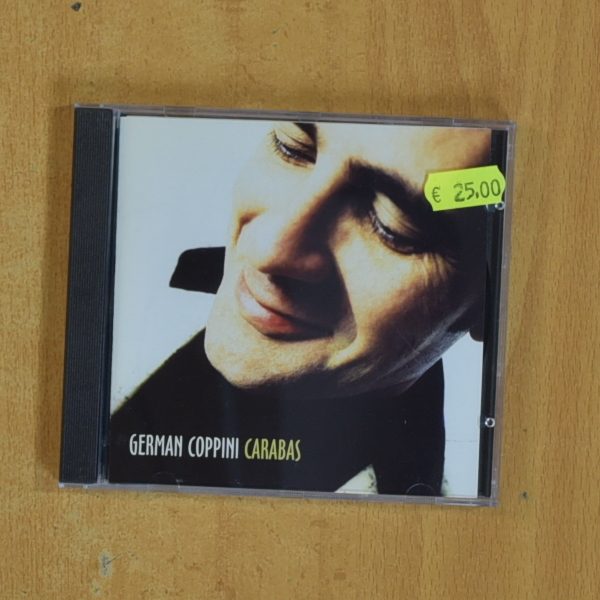 € 25.00
GERMAN COPPINI CARABAS